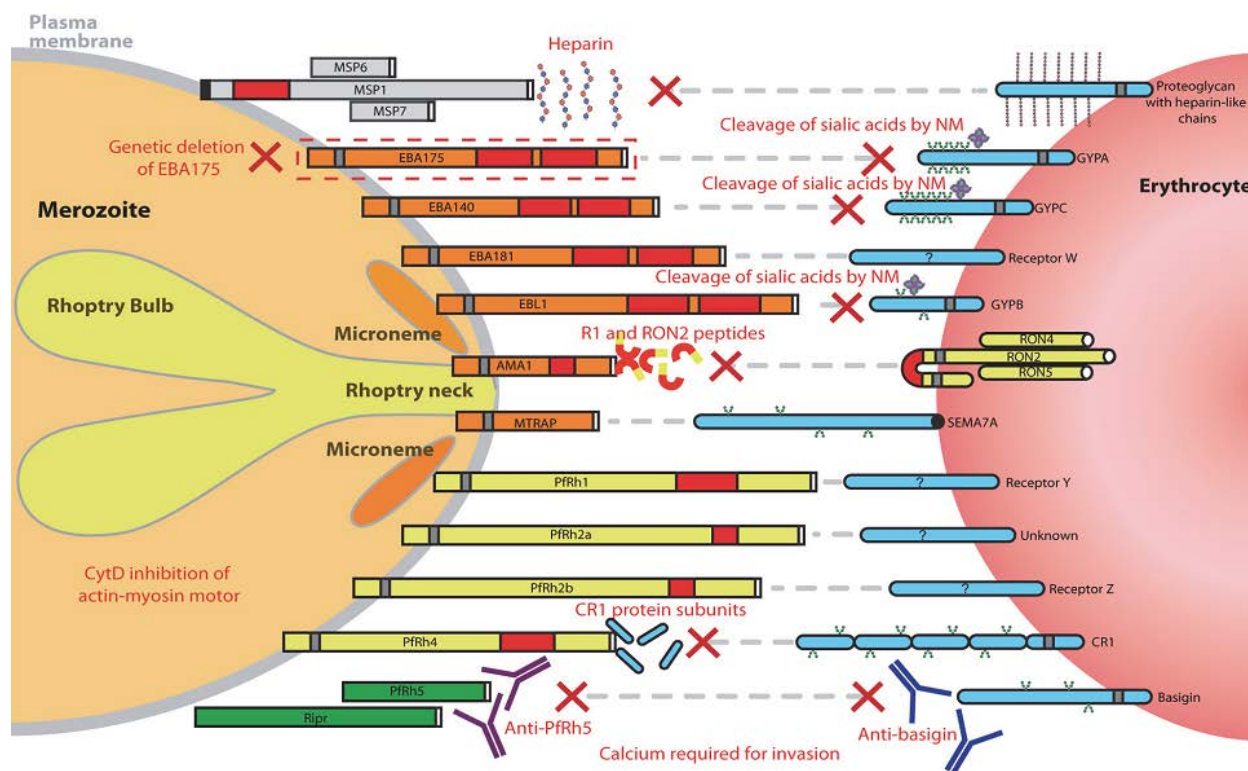 Plasma
membrane
Heparin
MSP6
MSP1
MSP7
Proteoglycan
with heparin-like
chains
Genetic deletion
of EBA175
EBA175
Cleavage of sialic acids by NM
GYPA
Merozoite
EBA140
Cleavage of sialic acids by NM
GYPC
Erythrocyte
EBA181
?
Receptor W
Cleavage of sialic acids by NM
Rhoptry Bulb
EBL1
GYPB
Microneme
R1 and RON2 peptides
RON4
RON2
RON5
AMA1
Rhoptry neck
MTRAP
SEMA7A
Microneme
PfRh1
?
Receptor Y
PfRh2a
?
Unknown
CytD inhibition of
actin-myosin motor
PfRh2b
?
Receptor Z
CR1 protein subunits
PfRh4
CR1
PfRh5
Basigin
Ripr
Anti-PfRh5
Anti-basigin
Calcium required for invasion